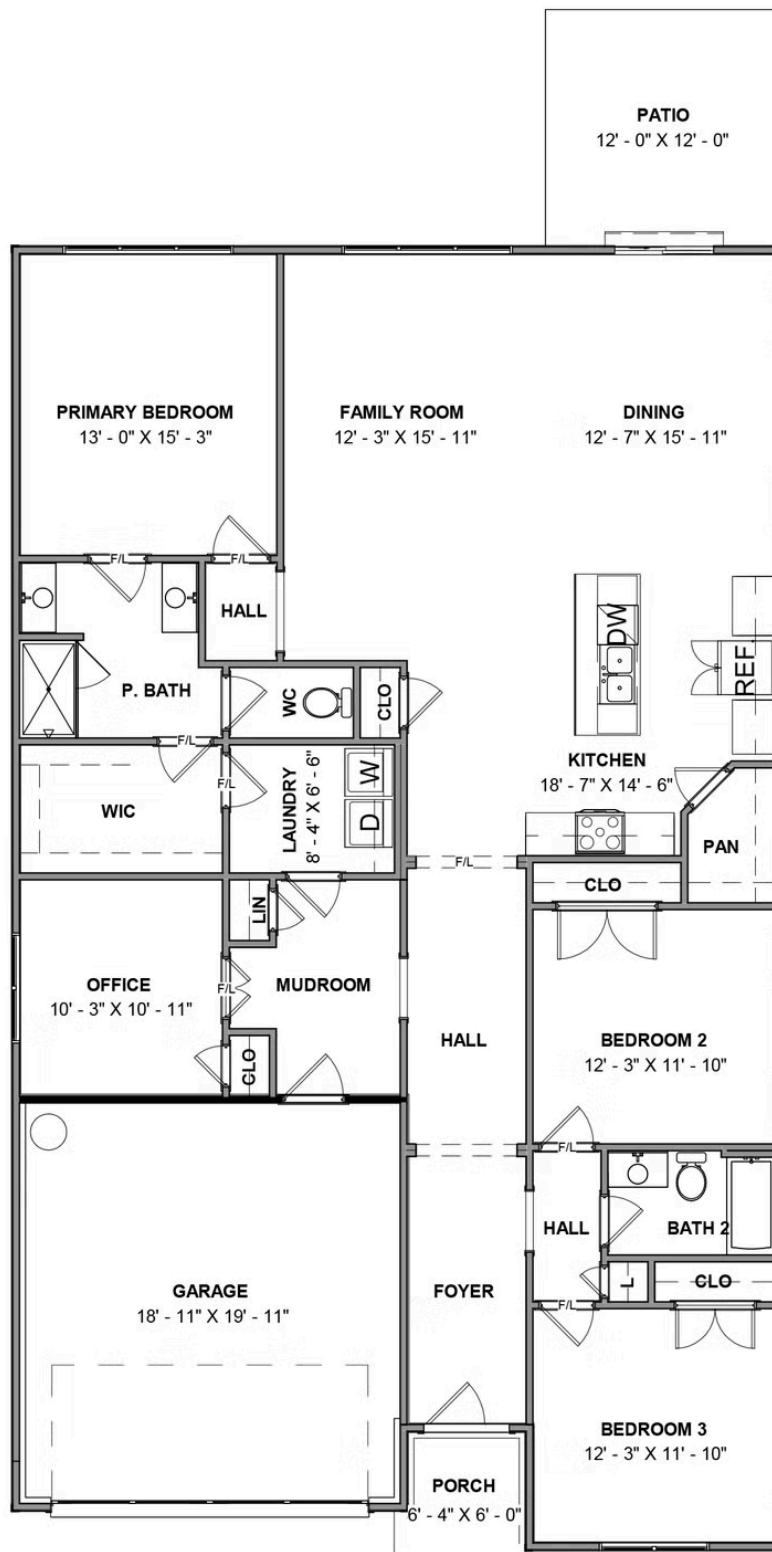 PATIO
12' - 0" X 12' - 0"
PRIMARY BEDROOM
13' - 0" X 15' - 3"
FAMILY ROOM
12' - 3" X 15' - 11"
DINING
12' - 7" X 15' - 11"
F/L
F/L
HALL
DW
REF
P. BATH
WC
CLO
F/L
KITCHEN
18' - 7" X 14' - 6"
WIC
F/L
LAUNDRY
8' - 4" X 6' - 6"
W
D
PAN
F/L
CLO
LIN
OFFICE
10' - 3" X 10' - 11"
F/L
MUDROOM
HALL
BEDROOM 2
12' - 3" X 11' - 10"
CLO
F/L
HALL
BATH 2
GARAGE
18' - 11" X 19' - 11"
FOYER
L
CLO
F/L
BEDROOM 3
12' - 3" X 11' - 10"
PORCH
6' - 4" X 6' - 0"